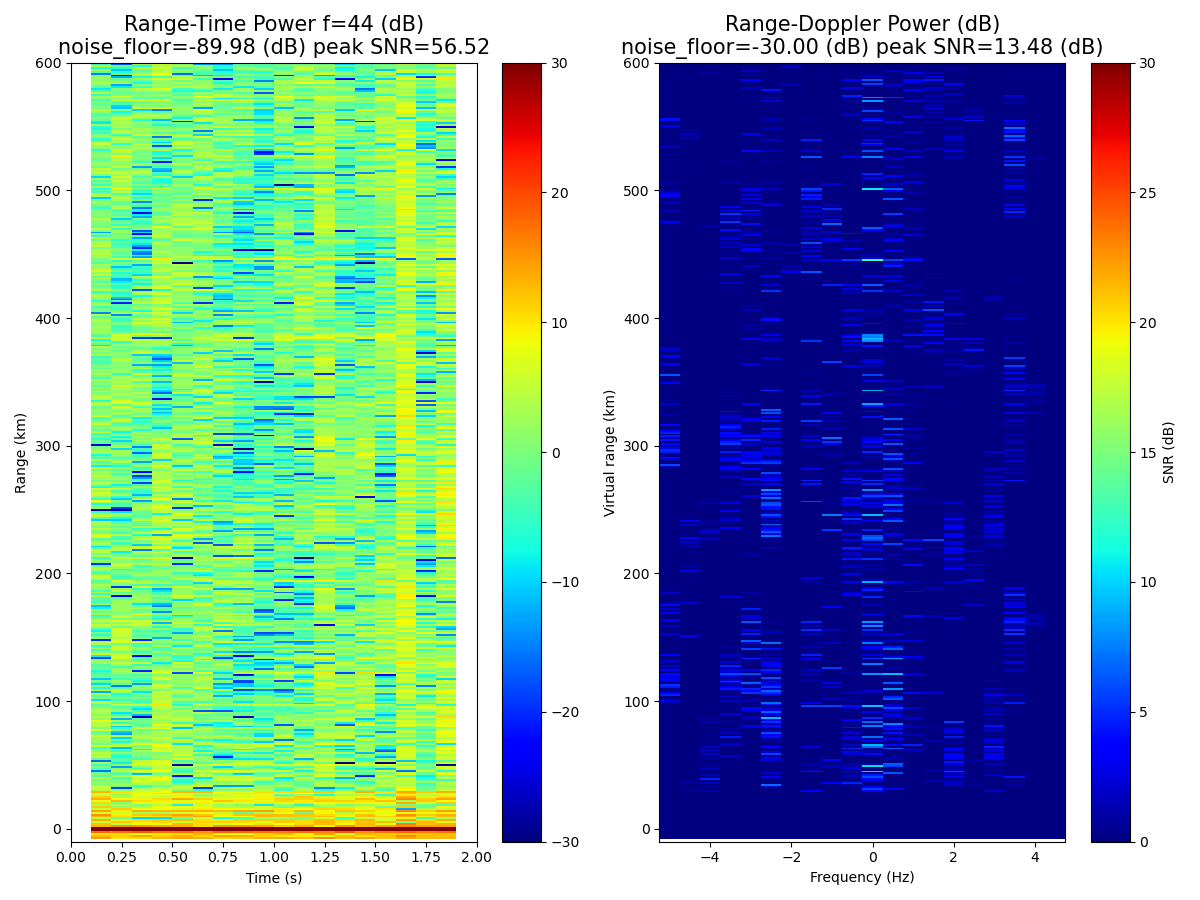 Range-Time Power f=44 (dB)
noise_floor=-89.98 (dB) peak SNR=56.52
600
500
400
300
200
100
0
Range (km)
0.00 0.25 0.50 0.75 1.00 1.25 1.50 1.75 2.00
Time (s)
30
20
10
0
−10
−20
−30
Range-Doppler Power (dB)
noise_floor=-30.00 (dB) peak SNR=13.48 (dB)
600
500
400
300
200
100
0
Virtual range (km)
−4 −2 0 2 4
Frequency (Hz)
30
25
20
15
10
5
0
SNR (dB)